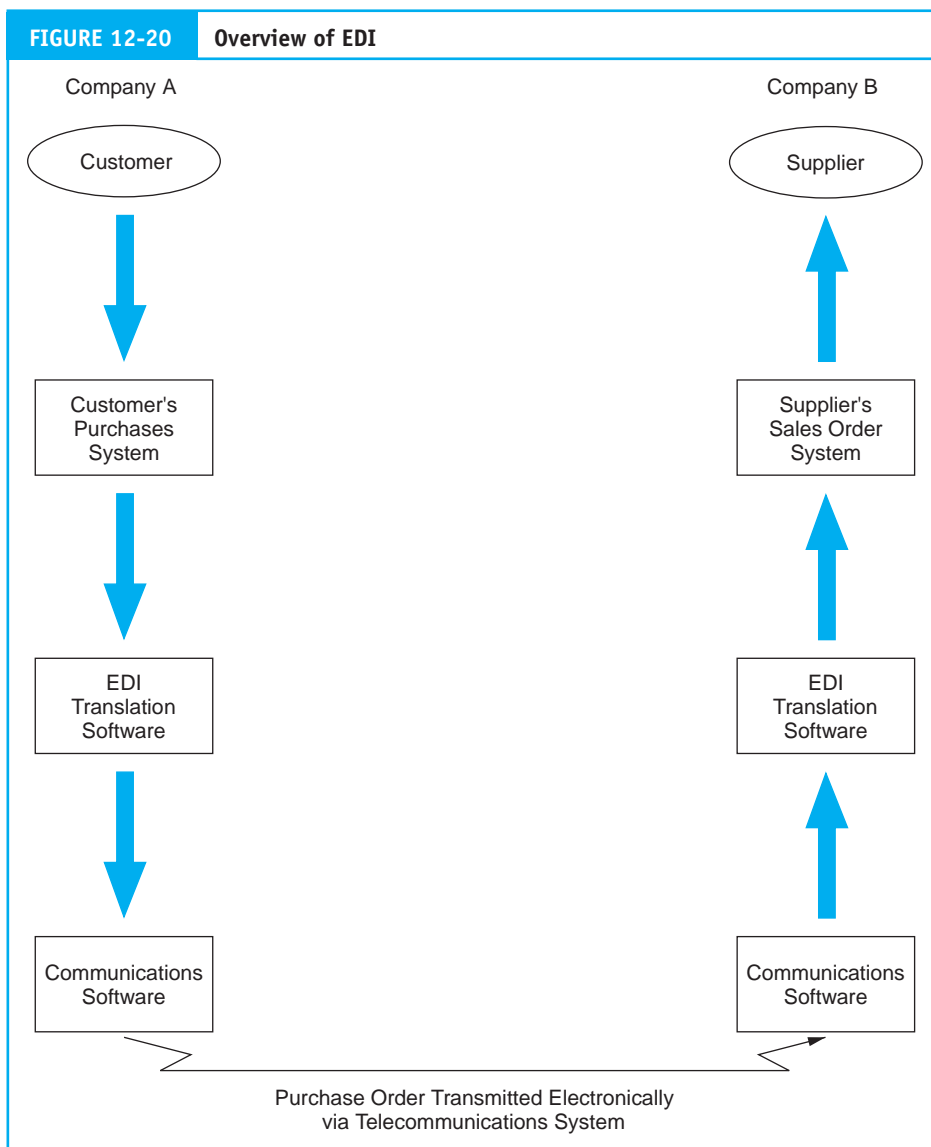 FIGURE 12-20 Overview of EDI
Company A
Company B
Customer
Supplier
Customer's
Purchases
System
Supplier's
Sales Order
System
EDI
Translation
Software
EDI
Translation
Software
Communications
Software
Communications
Software
Purchase Order Transmitted Electronically
via Telecommunications System